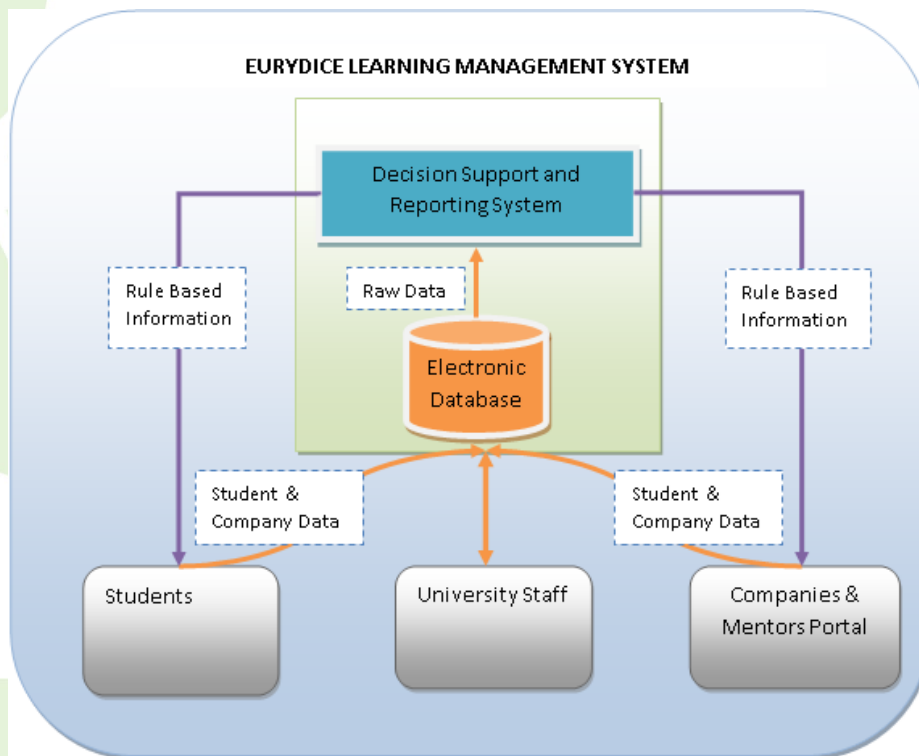 EURYDICE LEARNING MANAGEMENT SYSTEM
Decision Support and
Reporting System
Rule Based
Information
Raw Data
Rule Based
Information
Electronic
Database
Student &
Company Data
Student &
Company Data
Students
University Staff
Companies &
Mentors Portal